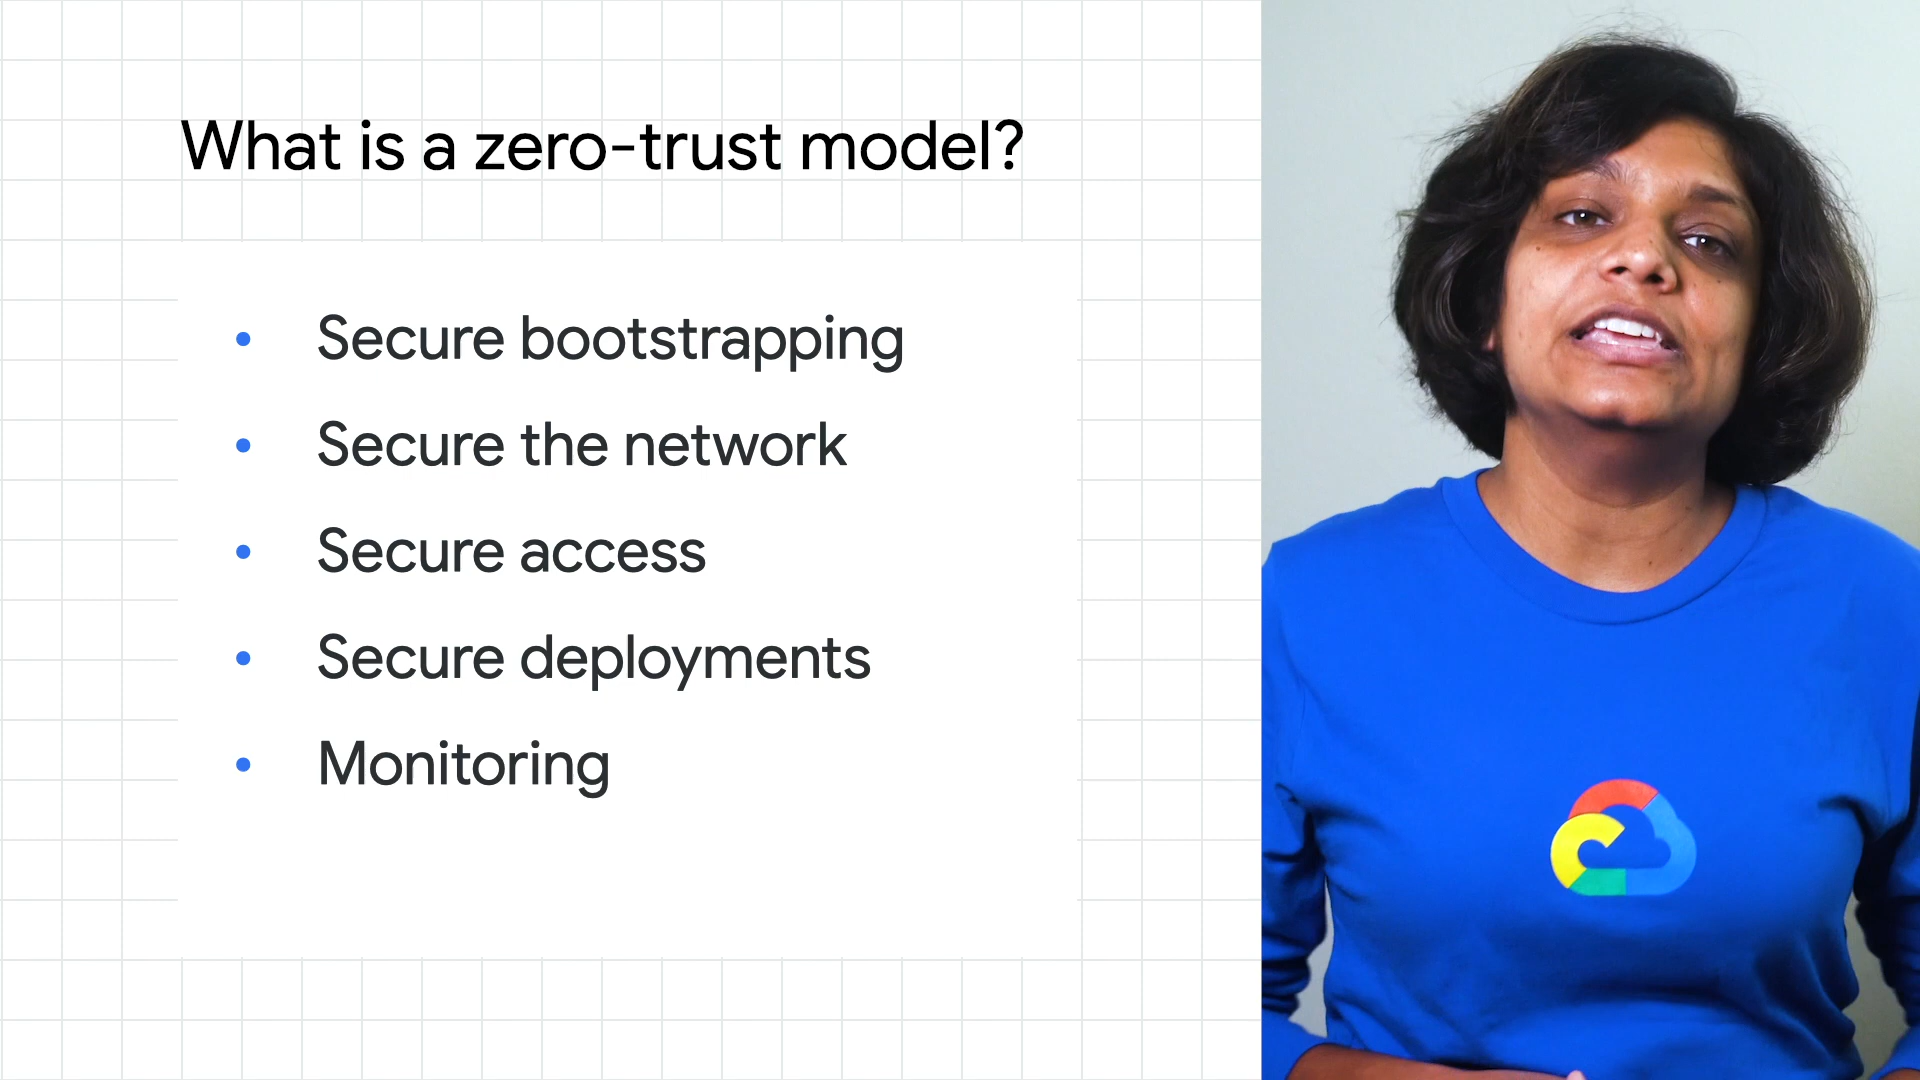 What is a zero-trust model?
Secure bootstrapping
Secure the network
Secure access
Secure deployments
Monitoring